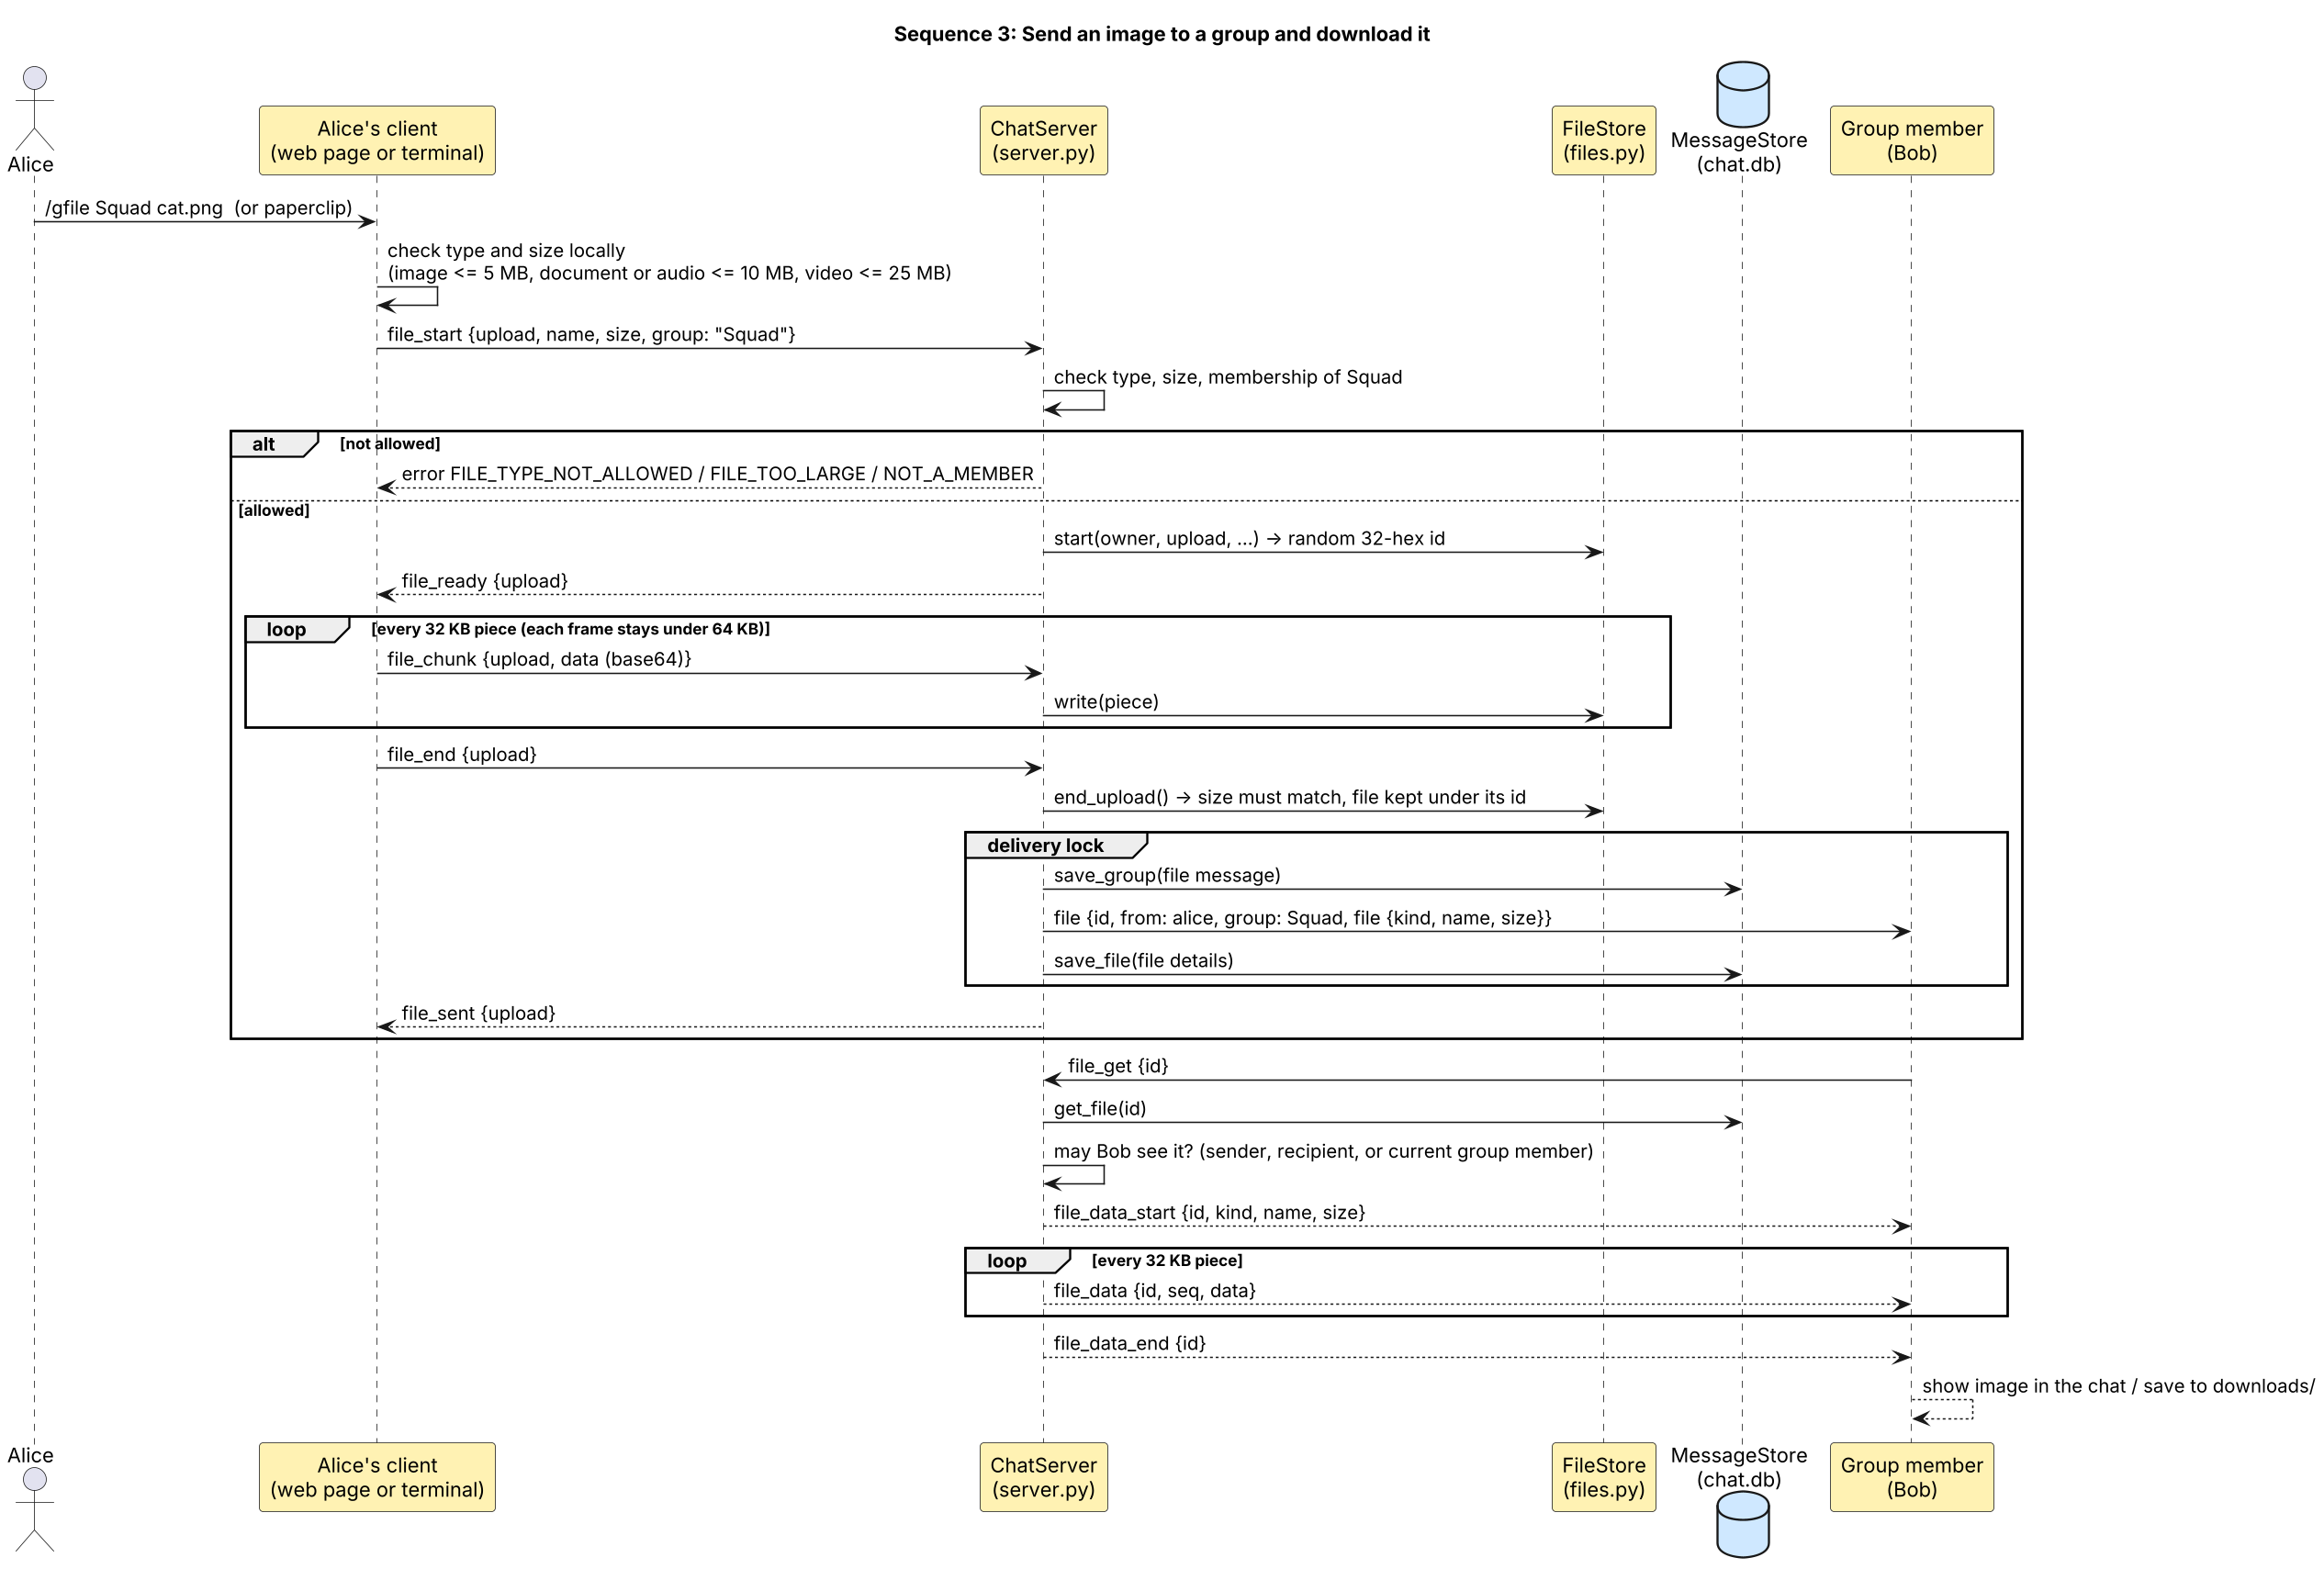 Sequence 3: Send an image to a group and download it
Alice
Alice's client
(web page or terminal)
ChatServer
(server.py)
FileStore
(files.py)
MessageStore
(chat.db)
Group member
(Bob)
/gfile Squad cat.png  (or paperclip)
check type and size locally
(image <= 5 MB, document or audio <= 10 MB, video <= 25 MB)
file_start {upload, name, size, group: "Squad"}
check type, size, membership of Squad
alt [not allowed]
error FILE_TYPE_NOT_ALLOWED / FILE_TOO_LARGE / NOT_A_MEMBER
[allowed]
start(owner, upload, ...) → random 32-hex id
file_ready {upload}
loop [every 32 KB piece (each frame stays under 64 KB)]
file_chunk {upload, data (base64)}
write(piece)
file_end {upload}
end_upload() → size must match, file kept under its id
delivery lock
save_group(file message)
file {id, from: alice, group: Squad, file {kind, name, size}}
save_file(file details)
file_sent {upload}
file_get {id}
get_file(id)
may Bob see it? (sender, recipient, or current group member)
file_data_start {id, kind, name, size}
loop [every 32 KB piece]
file_data {id, seq, data}
file_data_end {id}
show image in the chat / save to downloads/
Alice
Alice's client
(web page or terminal)
ChatServer
(server.py)
FileStore
(files.py)
MessageStore
(chat.db)
Group member
(Bob)